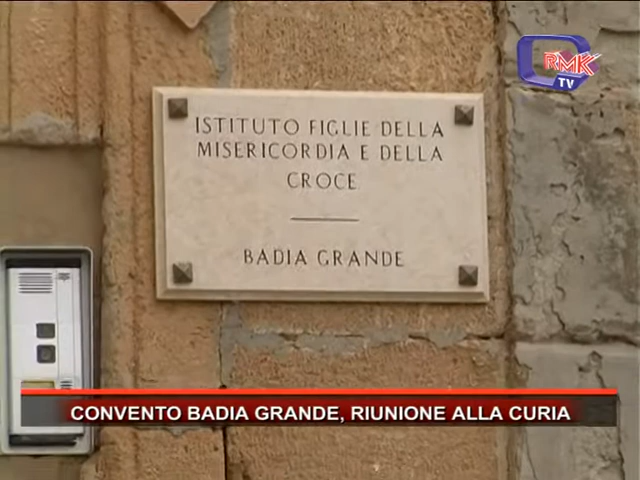 RMK
TV
ISTITUTO FIGLIE DELLA
MISERICORDIA E DELLA
CROCE
BADIA GRANDE
CONVENTO BADIA GRANDE, RIUNIONE ALLA CURIA